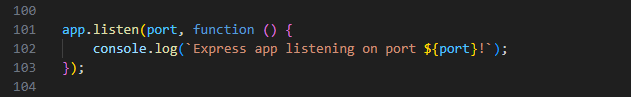 100
101 app.listen(port, function () {
102     console.log(`Express app listening on port ${port}!`);
103 });
104